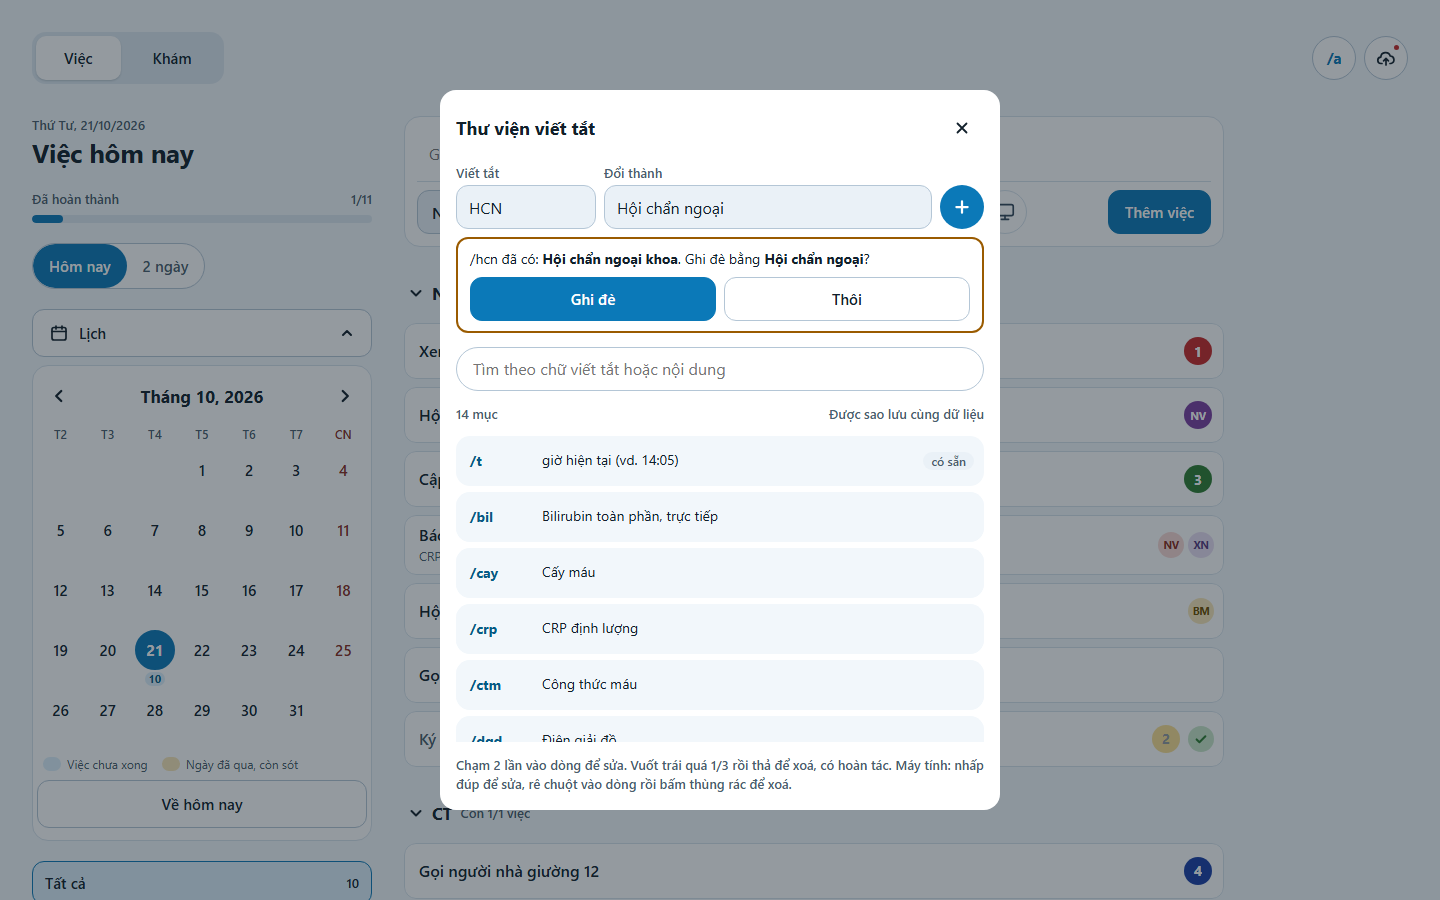 Việc
Khám
/a
Thứ Tư, 21/10/2026
Việc hôm nay
Đã hoàn thành
1/11
Hôm nay
2 ngày
Lịch
Tháng 10, 2026
T2 T3 T4 T5 T6 T7 CN
1 2 3 4
5 6 7 8 9 10 11
12 13 14 15 16 17 18
19 20 21 22 23 24 25
10
26 27 28 29 30 31
Việc chưa xong
Ngày đã qua, còn sót
Về hôm nay
Tất cả
10
Thư viện viết tắt
Viết tắt
Đổi thành
HCN
Hội chẩn ngoại
/hcn đã có: Hội chẩn ngoại khoa. Ghi đè bằng Hội chẩn ngoại?
Ghi đè
Thôi
Tìm theo chữ viết tắt hoặc nội dung
14 mục
Được sao lưu cùng dữ liệu
/t
giờ hiện tại (vd. 14:05)
có sẵn
/bil
Bilirubin toàn phần, trực tiếp
/cay
Cấy máu
/crp
CRP định lượng
/ctm
Công thức máu
Chạm 2 lần vào dòng để sửa. Vuốt trái quá 1/3 rồi thả để xoá, có hoàn tác. Máy tính: nhấp
đúp để sửa, rê chuột vào dòng rồi bấm thùng rác để xoá.
Thêm việc
1
NV
3
CRP
NV
XN
BM
Ký
2
CT
Còn 1/1 việc
Gọi người nhà giường 12
4